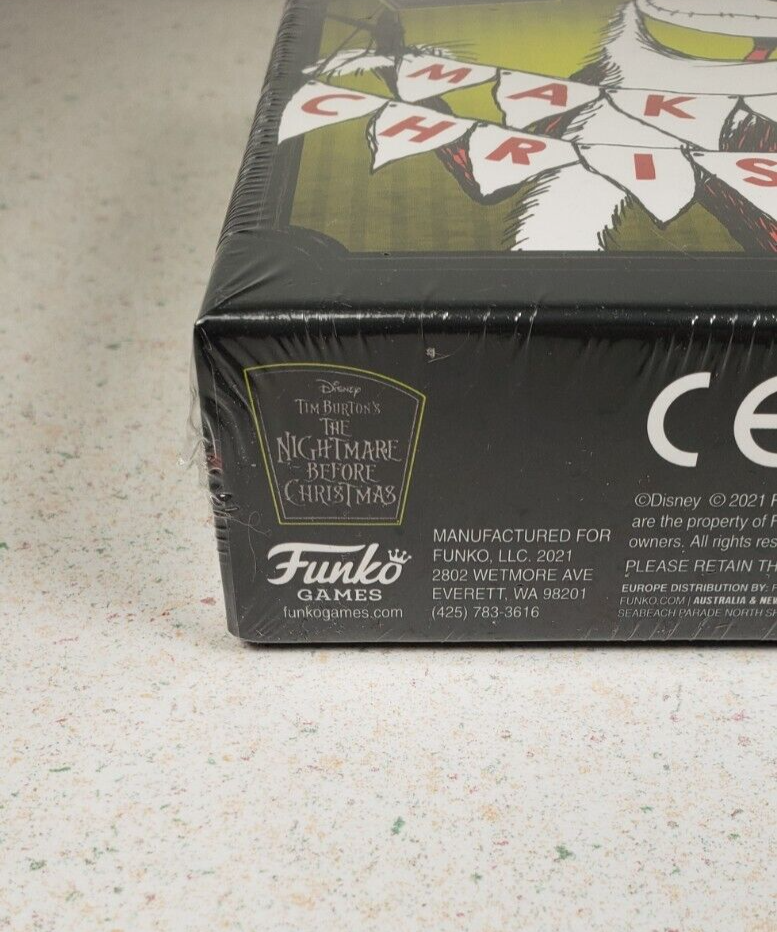 MAK
CHRIS
Disney
TIM BURTON'S
THE
NIGHTMARE
BEFORE
CHRISTMAS
Funko
GAMES
funkogames.com
MANUFACTURED FOR
FUNKO, LLC. 2021
2802 WETMORE AVE
EVERETT, WA 98201
(425) 783-3616
CE
©Disney © 2021 F
are the property of F
owners. All rights res
PLEASE RETAIN TH
EUROPE DISTRIBUTION BY: F
FUNKO.COM | AUSTRALIA & NEW
SEABEACH PARADE NORTH SH